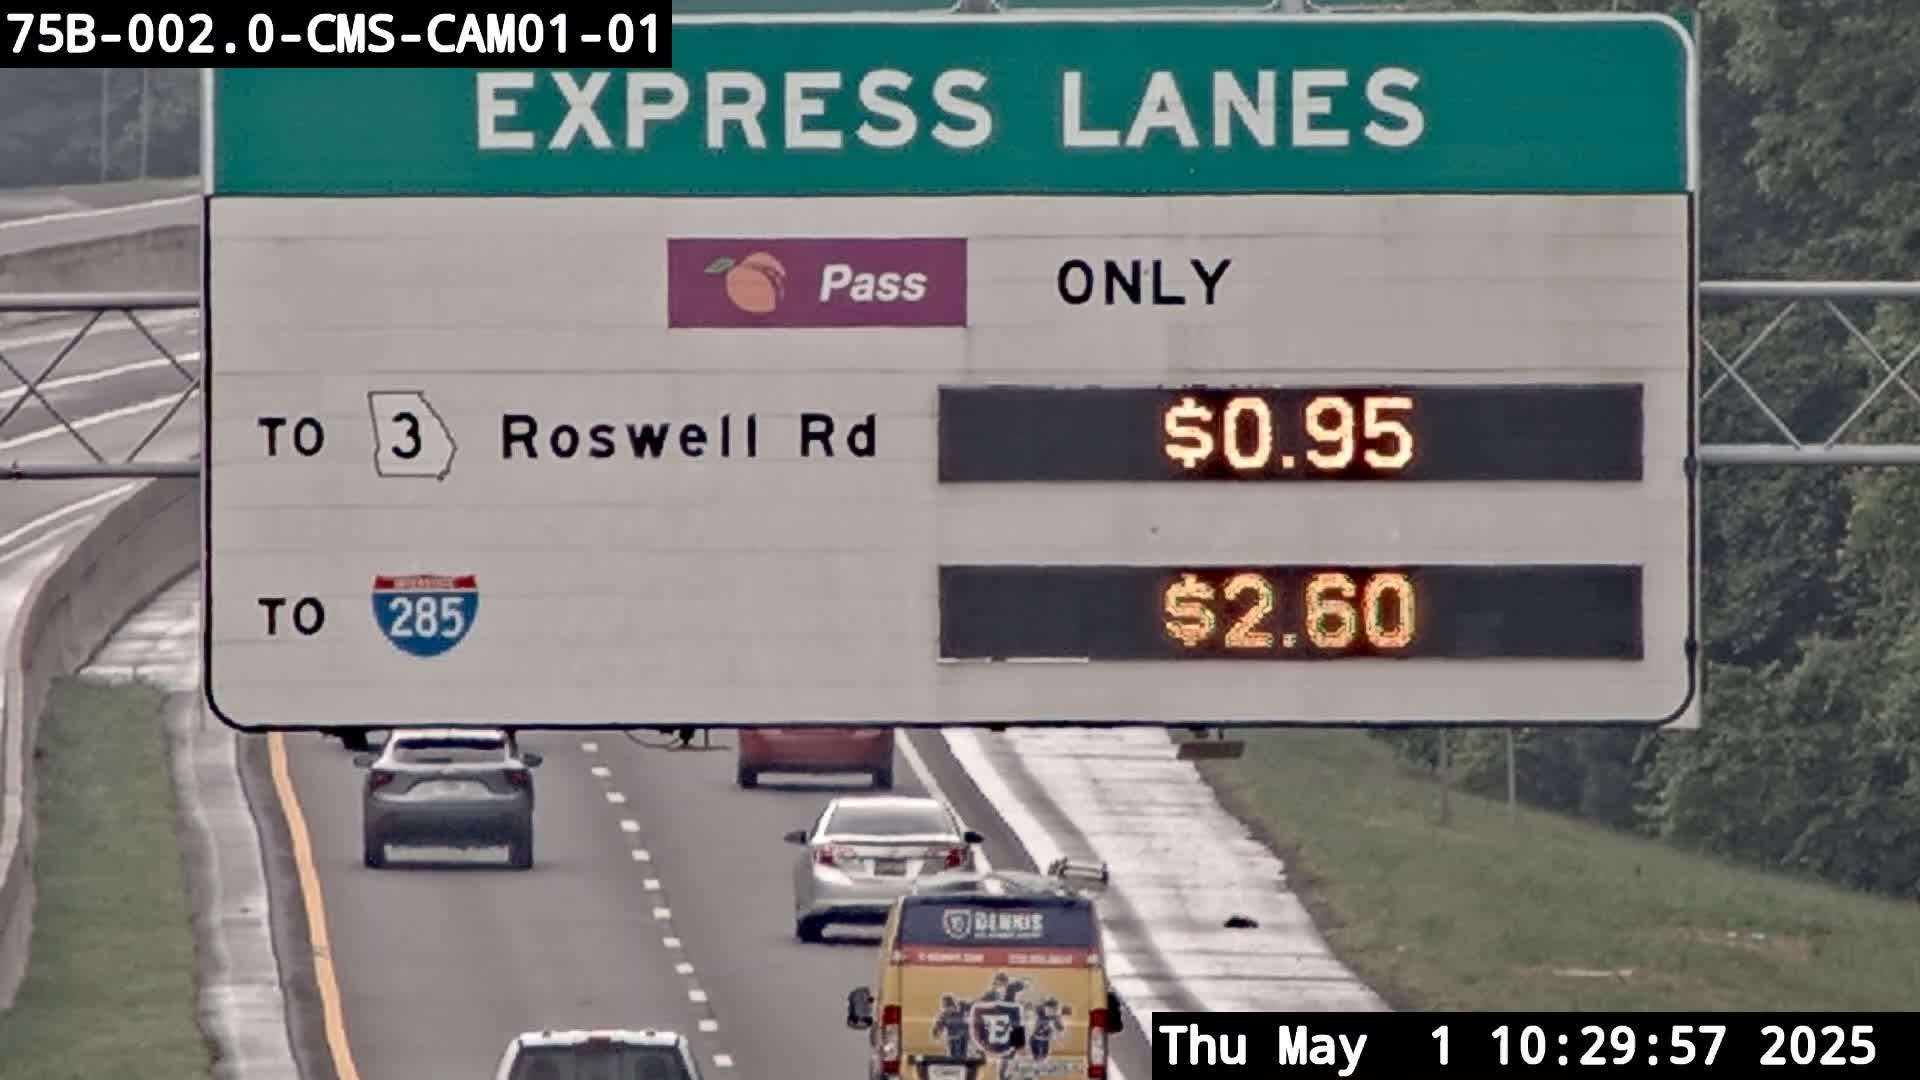 75B-002.0-CMS-CAM01-01
EXPRESS LANES
Pass ONLY
TO 3 Roswell Rd $0.95
TO INTERSTATE 285 $2.60
DENNIS
E
Thu May 1 10:29:57 2025